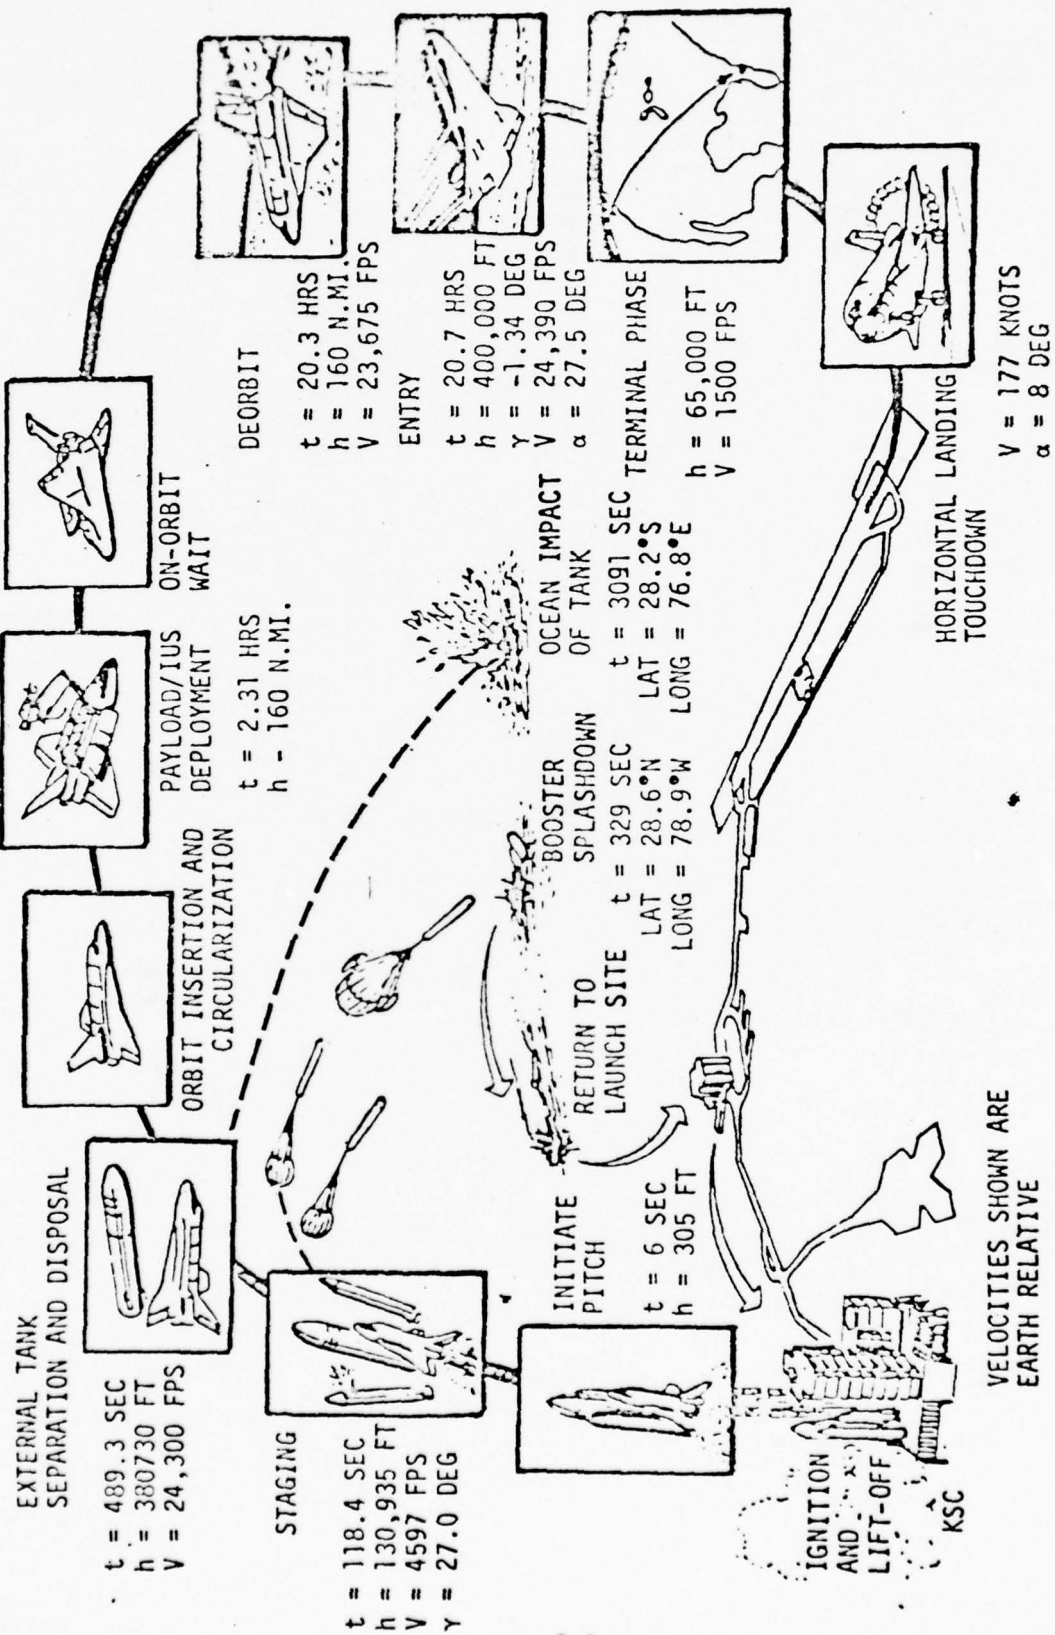 EXTERNAL TANK
SEPARATION AND DISPOSAL
t = 489.3 SEC
h = 380730 FT
V = 24,300 FPS
STAGING
t = 118.4 SEC
h = 130,935 FT
V = 4597 FPS
γ = 27.0 DEG
INITIATE
PITCH
t = 6 SEC
h = 305 FT
IGNITION
AND
LIFT-OFF
KSC
ORBIT INSERTION AND
CIRCULARIZATION
PAYLOAD/IUS
DEPLOYMENT
t = 2.31 HRS
h - 160 N.MI.
ON-ORBIT
WAIT
DEORBIT
t = 20.3 HRS
h = 160 N.MI.
V = 23,675 FPS
ENTRY
t = 20.7 HRS
h = 400,000 FT
γ = -1.34 DEG
V = 24,390 FPS
α = 27.5 DEG
TERMINAL PHASE
h = 65,000 FT
V = 1500 FPS
OCEAN IMPACT
OF TANK
t = 3091 SEC
LAT = 28.2°S
LONG = 76.8°E
BOOSTER
SPLASHDOWN
t = 329 SEC
LAT = 28.6°N
LONG = 78.9°W
RETURN TO
LAUNCH SITE
HORIZONTAL LANDING
TOUCHDOWN
V = 177 KNOTS
α = 8 DEG
VELOCITIES SHOWN ARE
EARTH RELATIVE